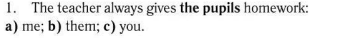 1. The teacher always gives the pupils homework:
a) me; b) them; c) you.